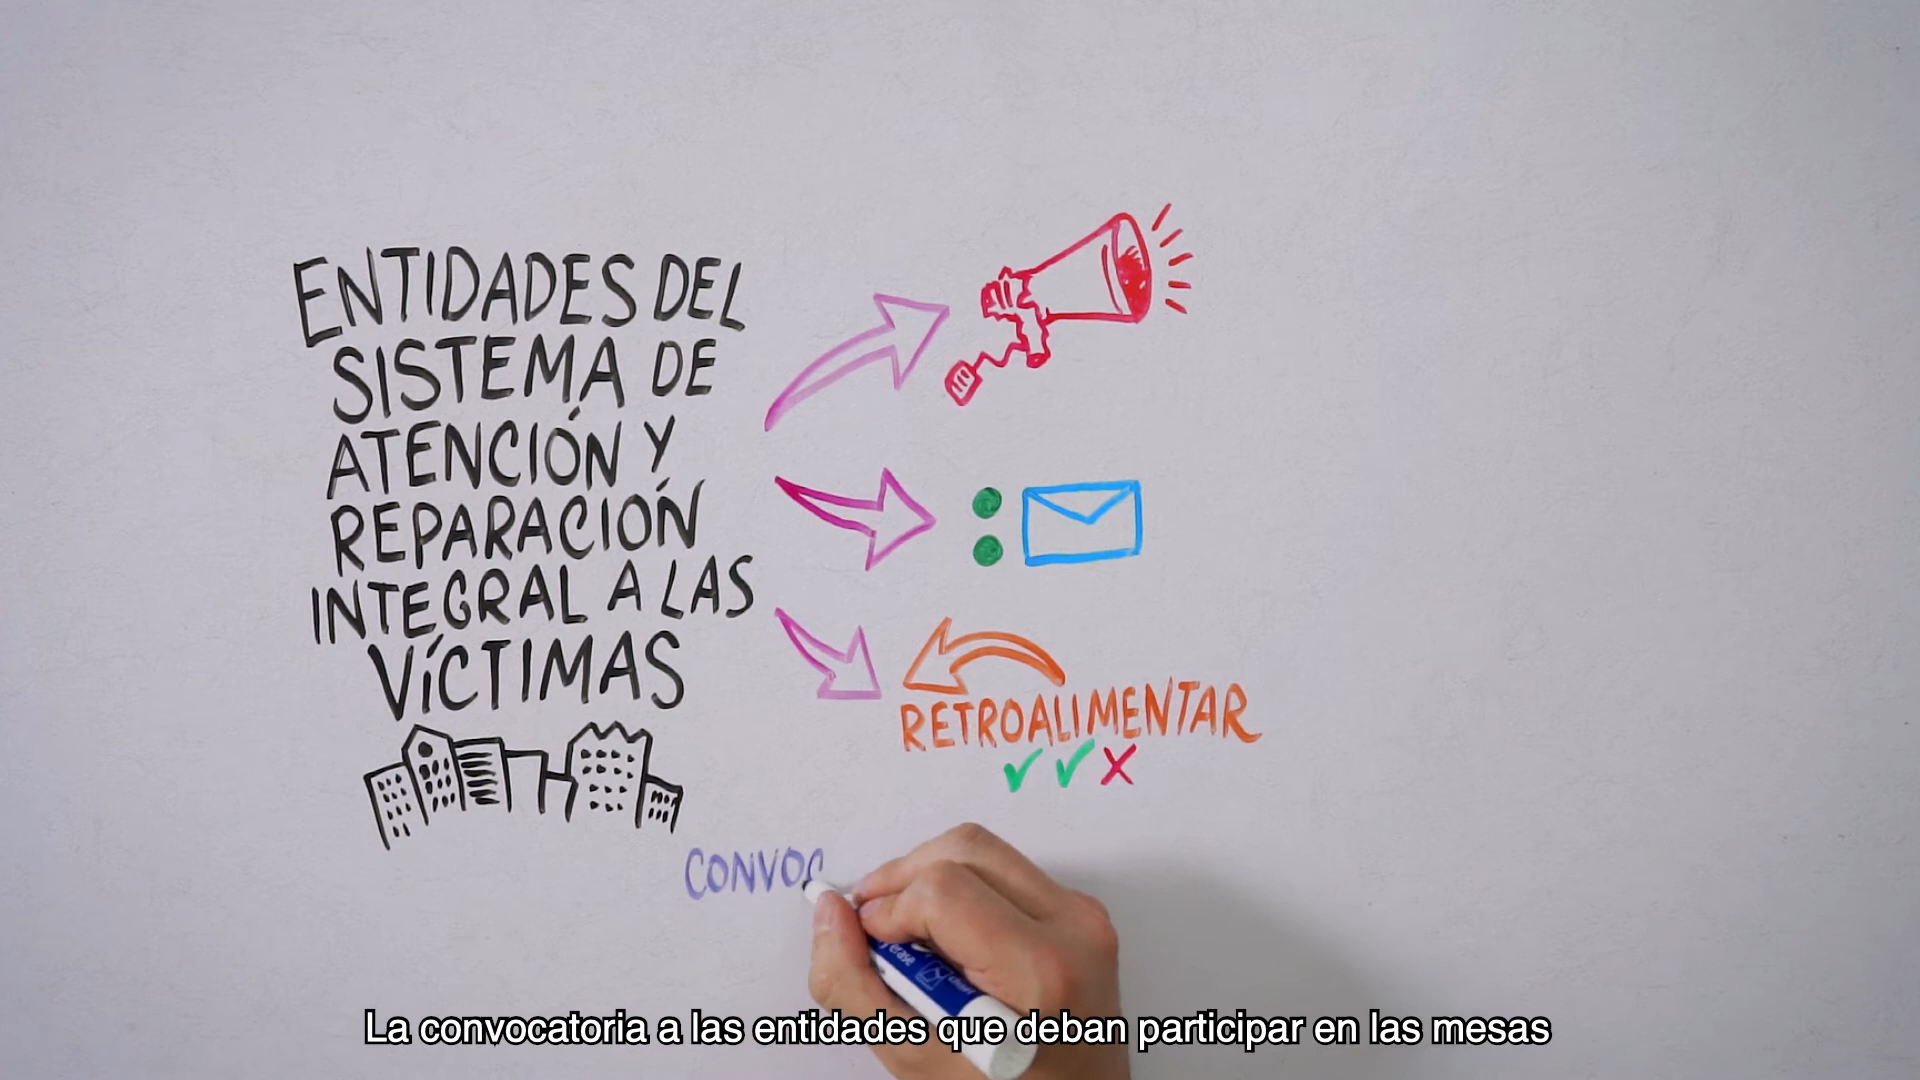 ENTIDADES DEL
SISTEMA DE
ATENCIÓN Y
REPARACIÓN
INTEGRAL A LAS
VÍCTIMAS
RETROALIMENTAR
CONVOC
erase
La convocatoria a las entidades que deban participar en las mesas